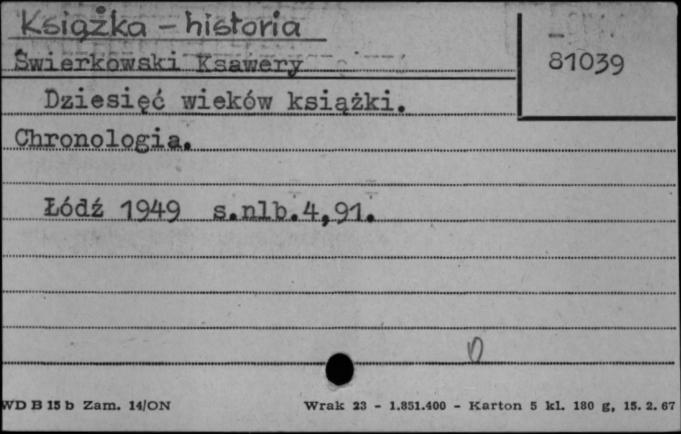 Książka - historia
81039
Świerkowski Ksawery
Dziesięć wieków książki.
Chronologia.
Łódź 1949 s.nlb.4,91.
WD B 15 b Zam. 14/ON Wrak 23 - 1.851.400 - Karton 5 kl. 180 g, 15. 2. 67